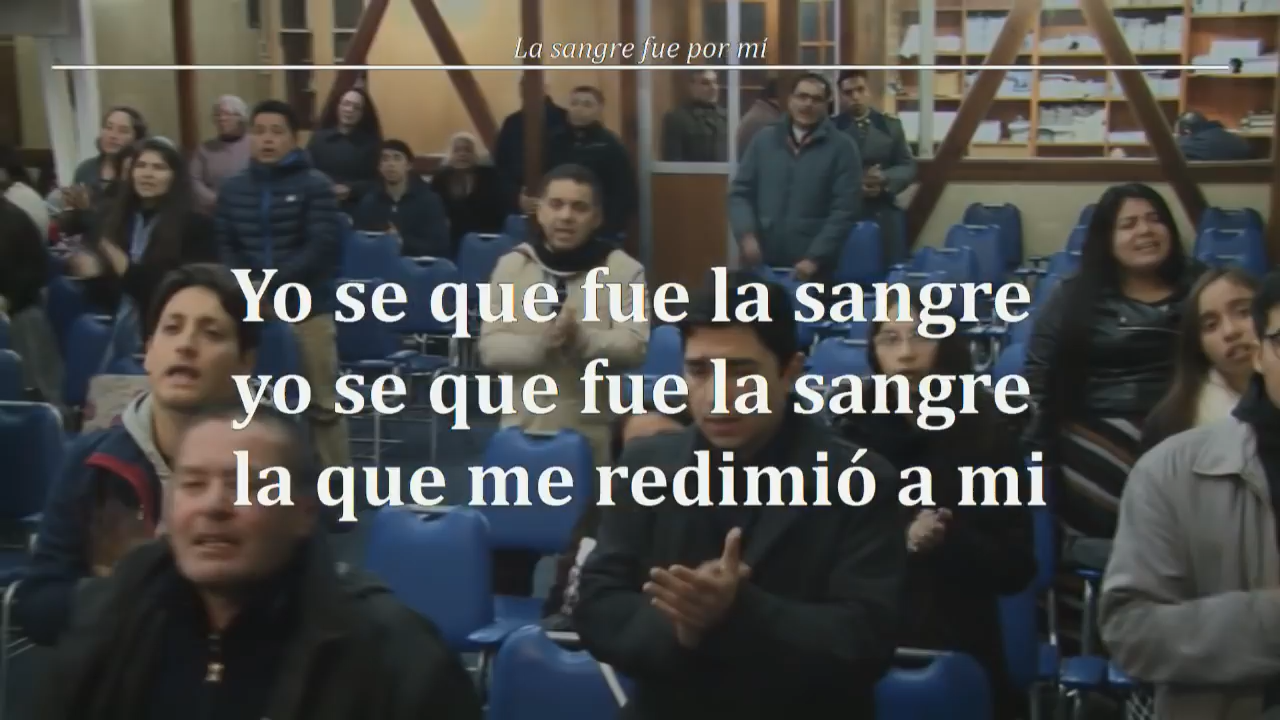 La sangre fue por mí
Yo se que fue la sangre
yo se que fue la sangre
la que me redimió a mi